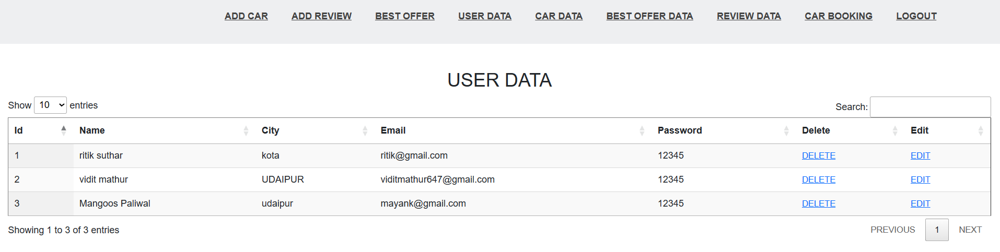 ADD CAR ADD REVIEW BEST OFFER USER DATA CAR DATA BEST OFFER DATA REVIEW DATA CAR BOOKING LOGOUT
USER DATA
Show 10 entries Search:
Id Name City Email Password Delete Edit
1 ritik suthar kota ritik@gmail.com 12345 DELETE EDIT
2 vidit mathur UDAIPUR viditmathur647@gmail.com 12345 DELETE EDIT
3 Mangoos Paliwal udaipur mayank@gmail.com 12345 DELETE EDIT
Showing 1 to 3 of 3 entries PREVIOUS 1 NEXT